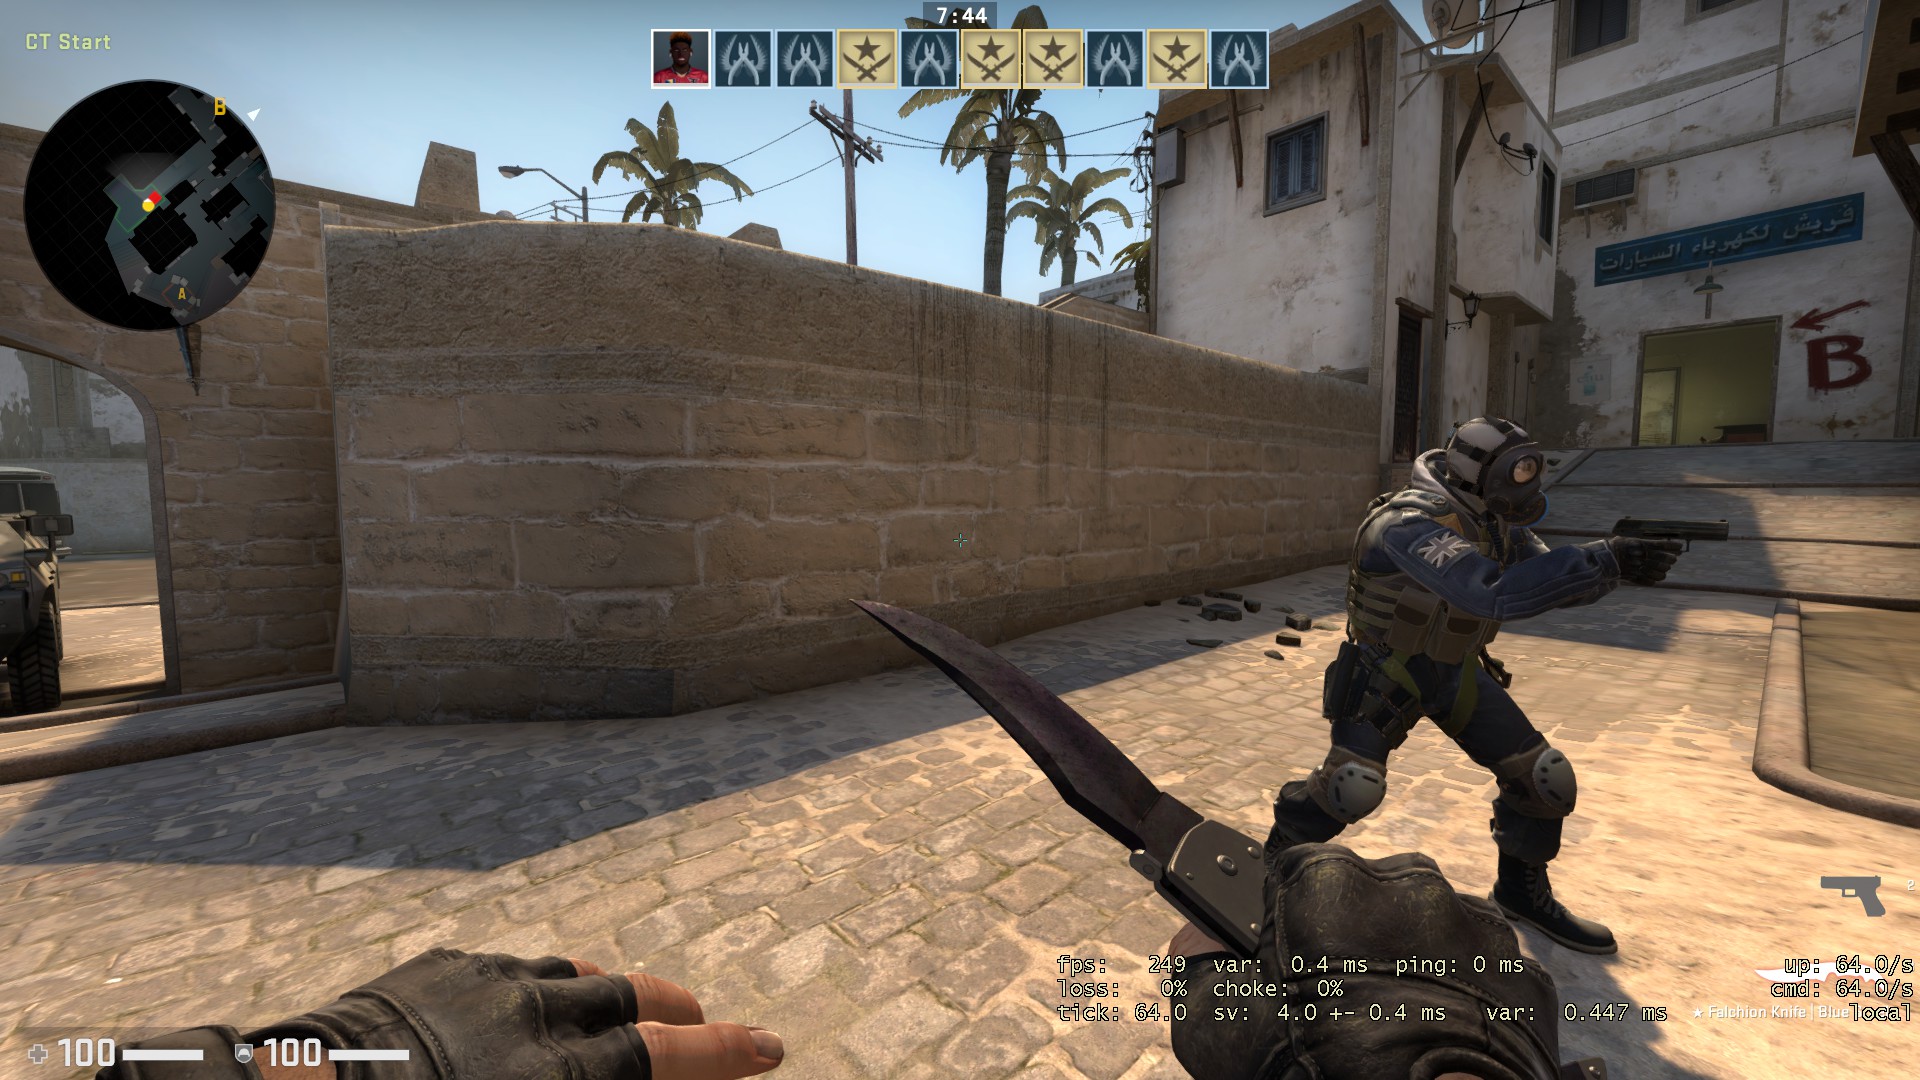 7:44
CT Start
B
A
قريش لكهرباء السيارات
B
2
fps: 249 var: 0.4 ms ping: 0 ms up: 64.0/s
loss: 0% choke: 0% cmd: 64.0/s
tick: 64.0 sv: 4.0 +- 0.4 ms var: 0.447 ms local
★ Falchion Knife | Blue
100 100